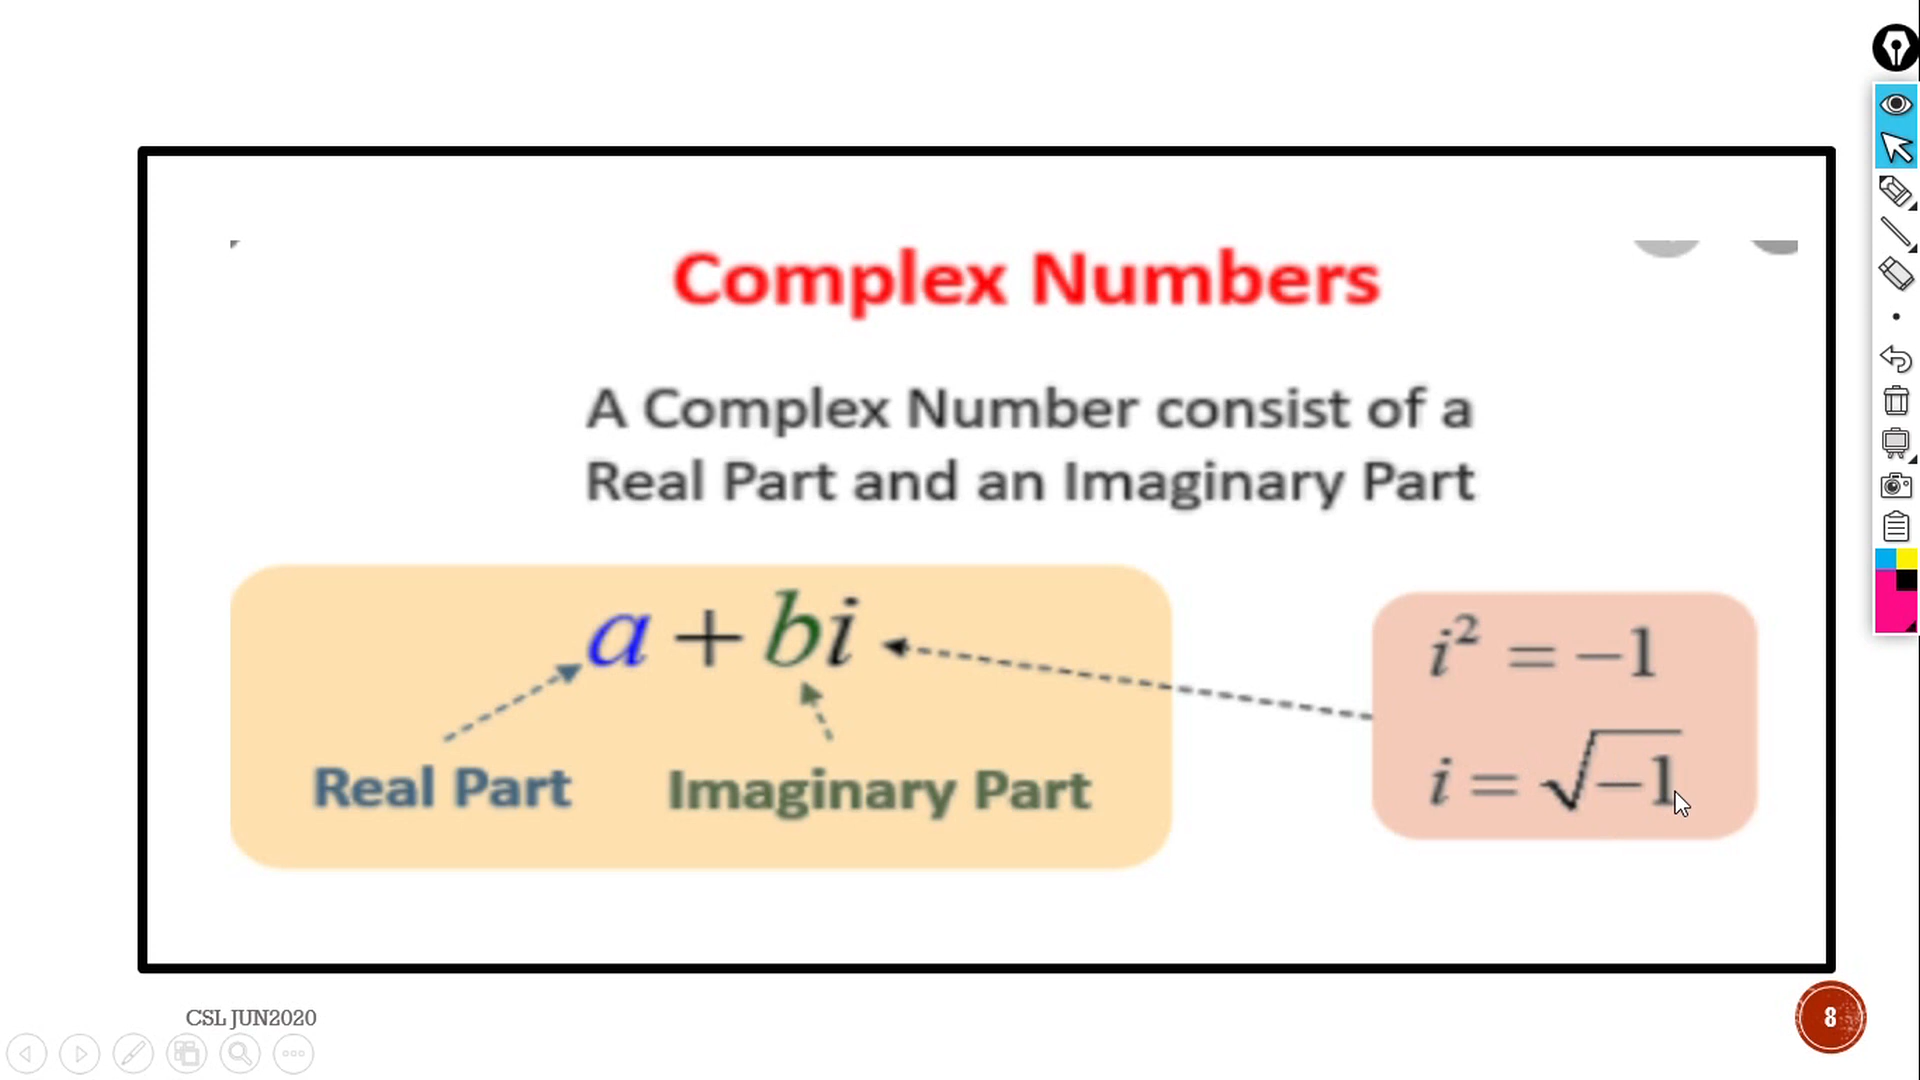 Complex Numbers
A Complex Number consist of a
Real Part and an Imaginary Part
a + bi
Real Part
Imaginary Part
i² = −1
i = √−1
CSL JUN2020
8